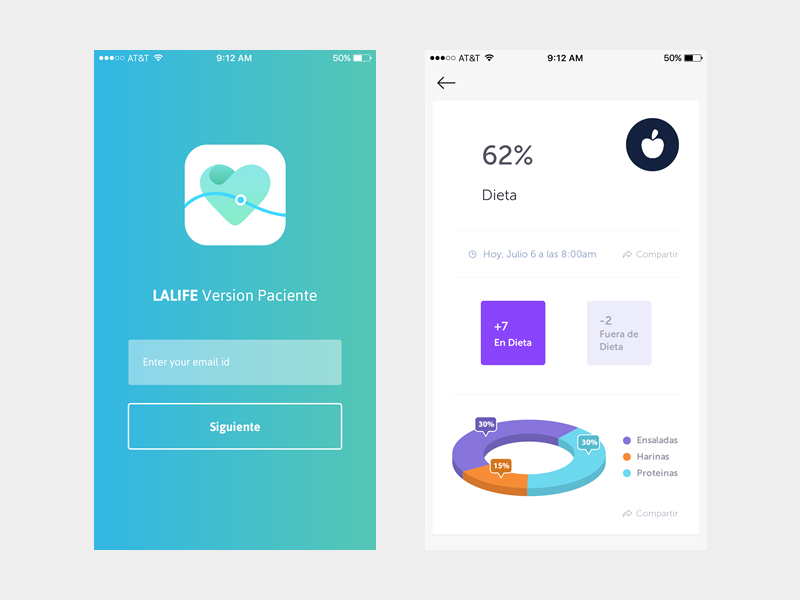 AT&T 9:12 AM 50%
LALIFE Version Paciente
Enter your email id
Siguiente
AT&T 9:12 AM 50%
62%
Dieta
Hoy, Julio 6 a las 8:00am Compartir
+7
En Dieta
-2
Fuera de
Dieta
30%
30%
15%
Ensaladas
Harinas
Proteinas
Compartir